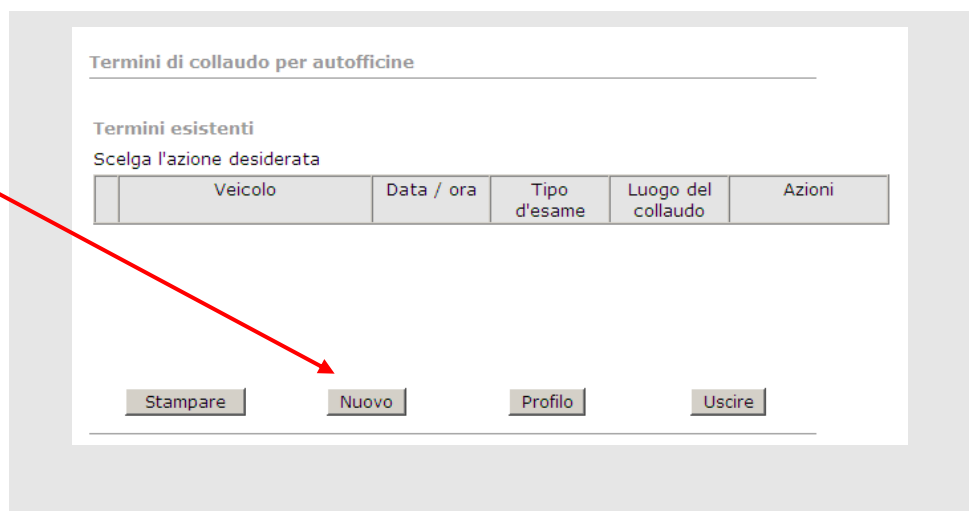 Termini di collaudo per autofficine
Termini esistenti
Scelga l'azione desiderata
Veicolo Data / ora Tipo d'esame Luogo del collaudo Azioni
Stampare Nuovo Profilo Uscire